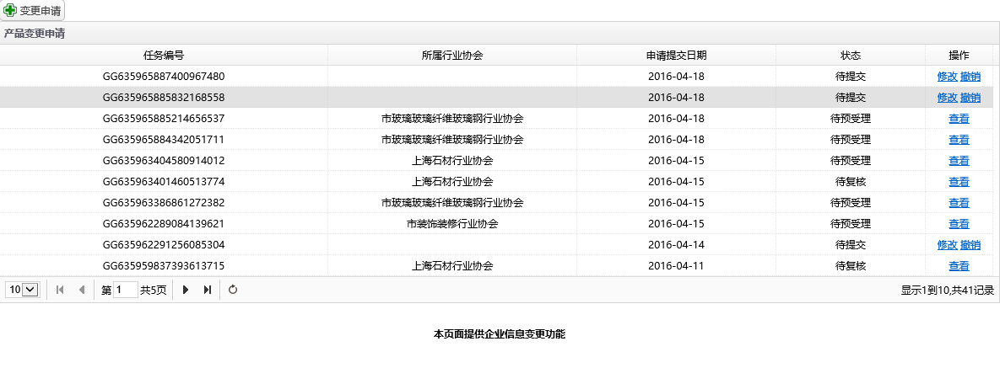 变更申请
产品变更申请
任务编号 所属行业协会 申请提交日期 状态 操作
GG635965887400967480 2016-04-18 待提交 修改 撤销
GG635965885832168558 2016-04-18 待提交 修改 撤销
GG635965885214656537 市玻璃玻璃纤维玻璃钢行业协会 2016-04-18 待预受理 查看
GG635965884342051711 市玻璃玻璃纤维玻璃钢行业协会 2016-04-18 待预受理 查看
GG635963404580914012 上海石材行业协会 2016-04-15 待预受理 查看
GG635963401460513774 上海石材行业协会 2016-04-15 待复核 查看
GG635963386861272382 市玻璃玻璃纤维玻璃钢行业协会 2016-04-15 待预受理 查看
GG635962289084139621 市装饰装修行业协会 2016-04-15 待预受理 查看
GG635962291256085304 2016-04-14 待提交 修改 撤销
GG635959837393613715 上海石材行业协会 2016-04-11 待复核 查看
10 第 1 共5页 显示1到10,共41记录
本页面提供企业信息变更功能